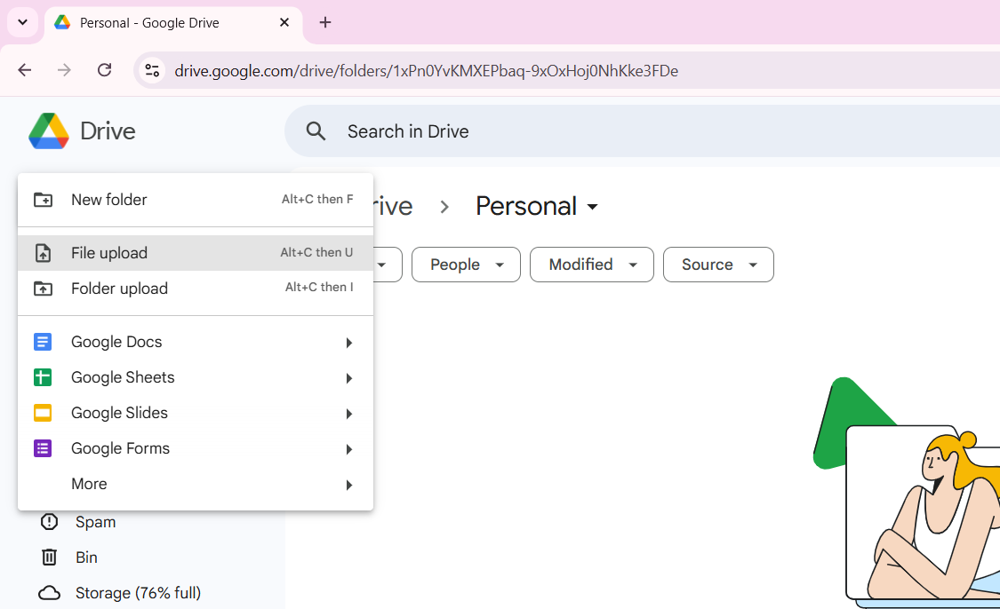 Personal - Google Drive
drive.google.com/drive/folders/1xPn0YvKMXEPbaq-9xOxHoj0NhKke3FDe
Drive
Search in Drive
New folder Alt+C then F
rive > Personal
File upload Alt+C then U
People Modified Source
Folder upload Alt+C then I
Google Docs
Google Sheets
Google Slides
Google Forms
More
Spam
Bin
Storage (76% full)